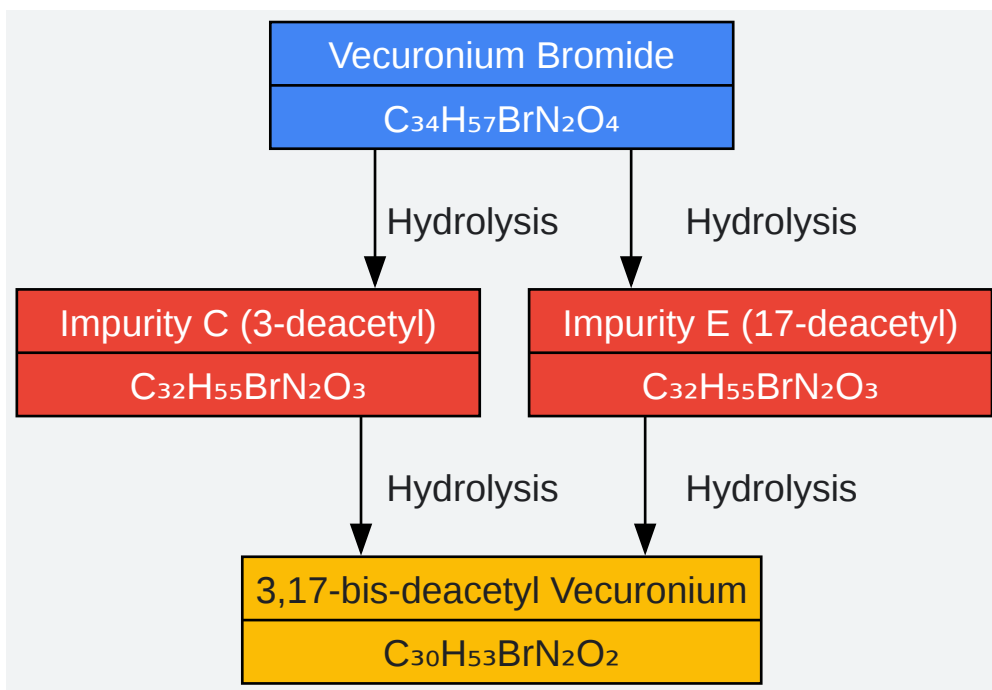 Vecuronium Bromide
C₃₄H₅₇BrN₂O₄
Hydrolysis Hydrolysis
Impurity C (3-deacetyl) Impurity E (17-deacetyl)
C₃₂H₅₅BrN₂O₃ C₃₂H₅₅BrN₂O₃
Hydrolysis Hydrolysis
3,17-bis-deacetyl Vecuronium
C₃₀H₅₃BrN₂O₂